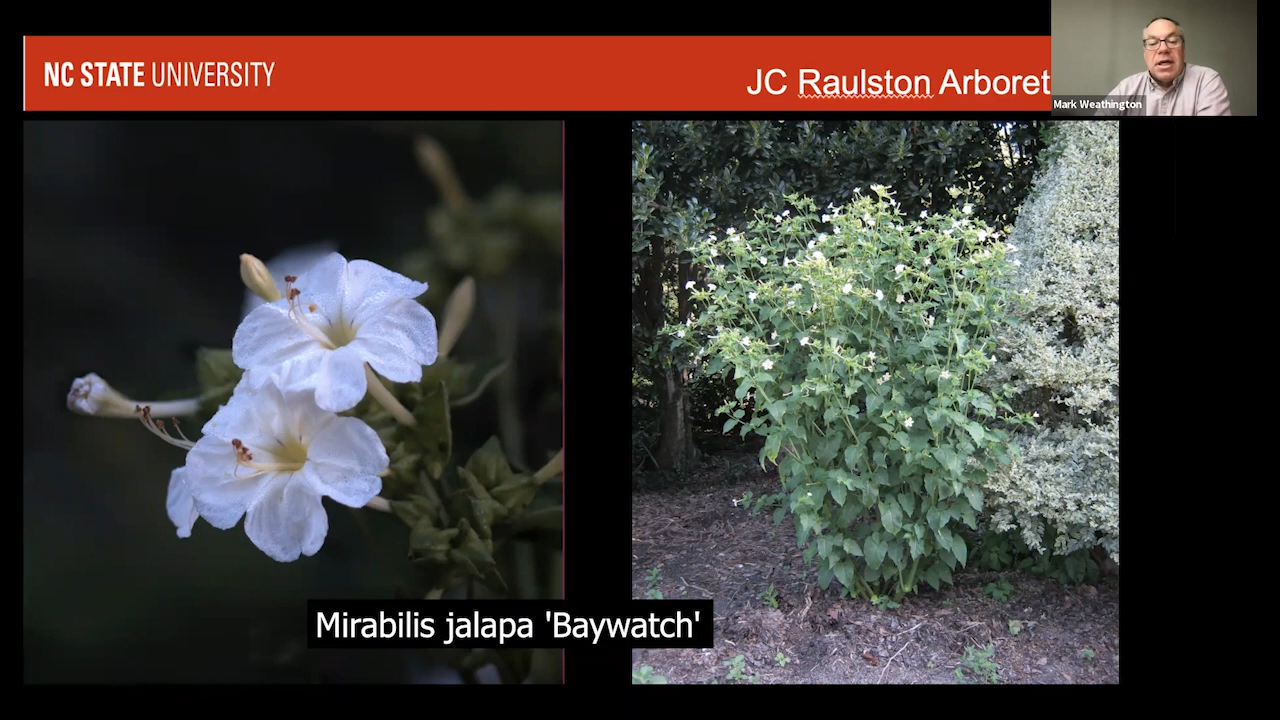 NC STATE UNIVERSITY
JC Raulston Arboret
Mark Weathington
Mirabilis jalapa 'Baywatch'